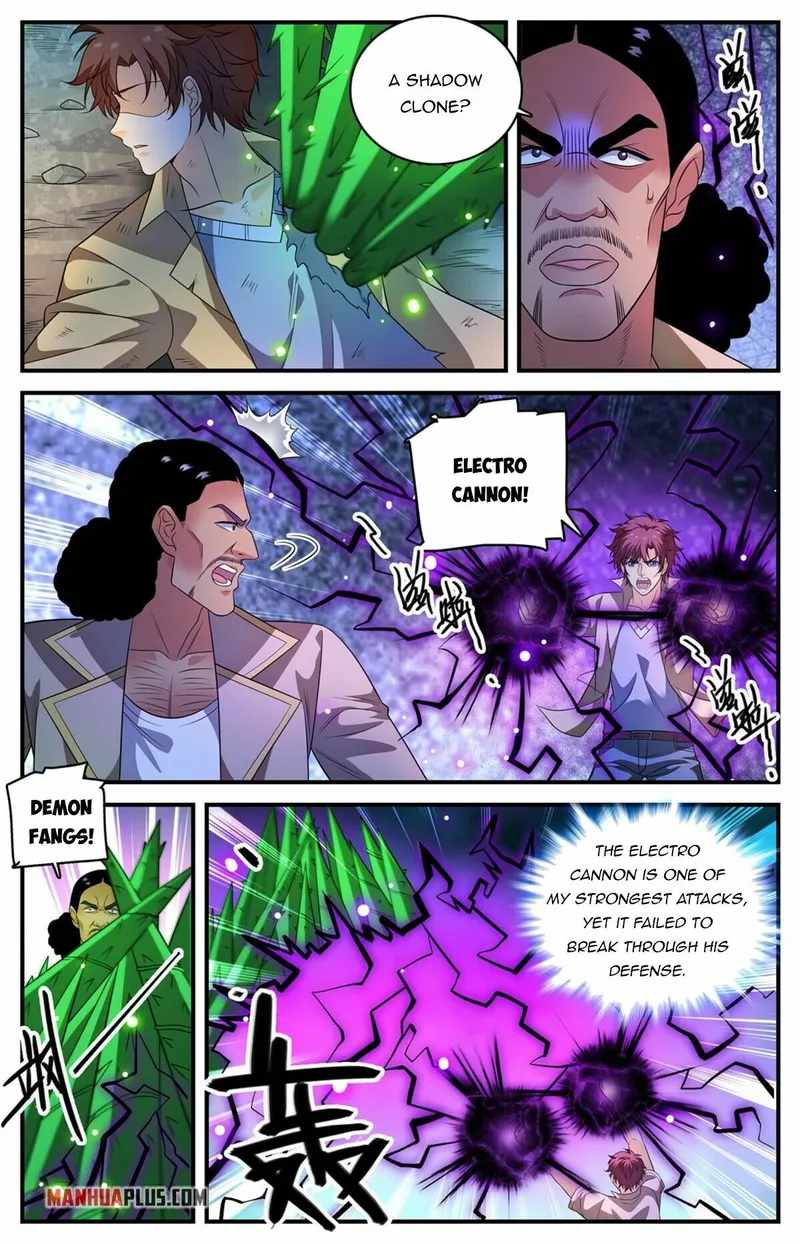 A SHADOW
CLONE?
ELECTRO
CANNON!
DEMON
FANGS!
THE ELECTRO
CANNON IS ONE OF
MY STRONGEST ATTACKS,
YET IT FAILED TO
BREAK THROUGH HIS
DEFENSE.
轰
MANHUAPLUS.COM